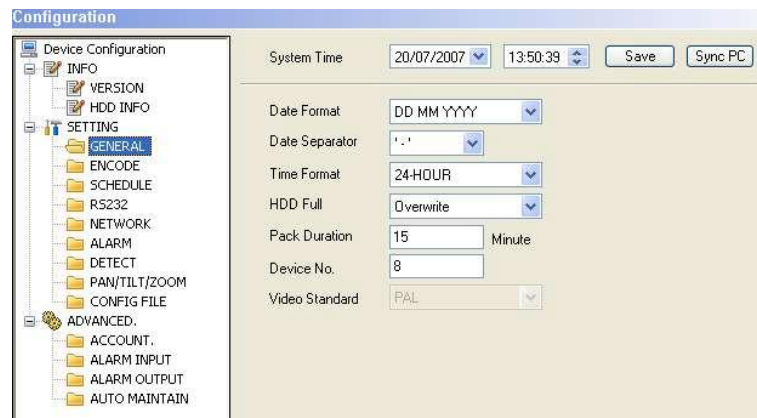 Configuration
Device Configuration
INFO
VERSION
HDD INFO
SETTING
GENERAL
ENCODE
SCHEDULE
RS232
NETWORK
ALARM
DETECT
PAN/TILT/ZOOM
CONFIG FILE
ADVANCED.
ACCOUNT.
ALARM INPUT
ALARM OUTPUT
AUTO MAINTAIN
System Time 20/07/2007 13:50:39 Save Sync PC
Date Format DD MM YYYY
Date Separator '-'
Time Format 24-HOUR
HDD Full Overwrite
Pack Duration 15 Minute
Device No. 8
Video Standard PAL